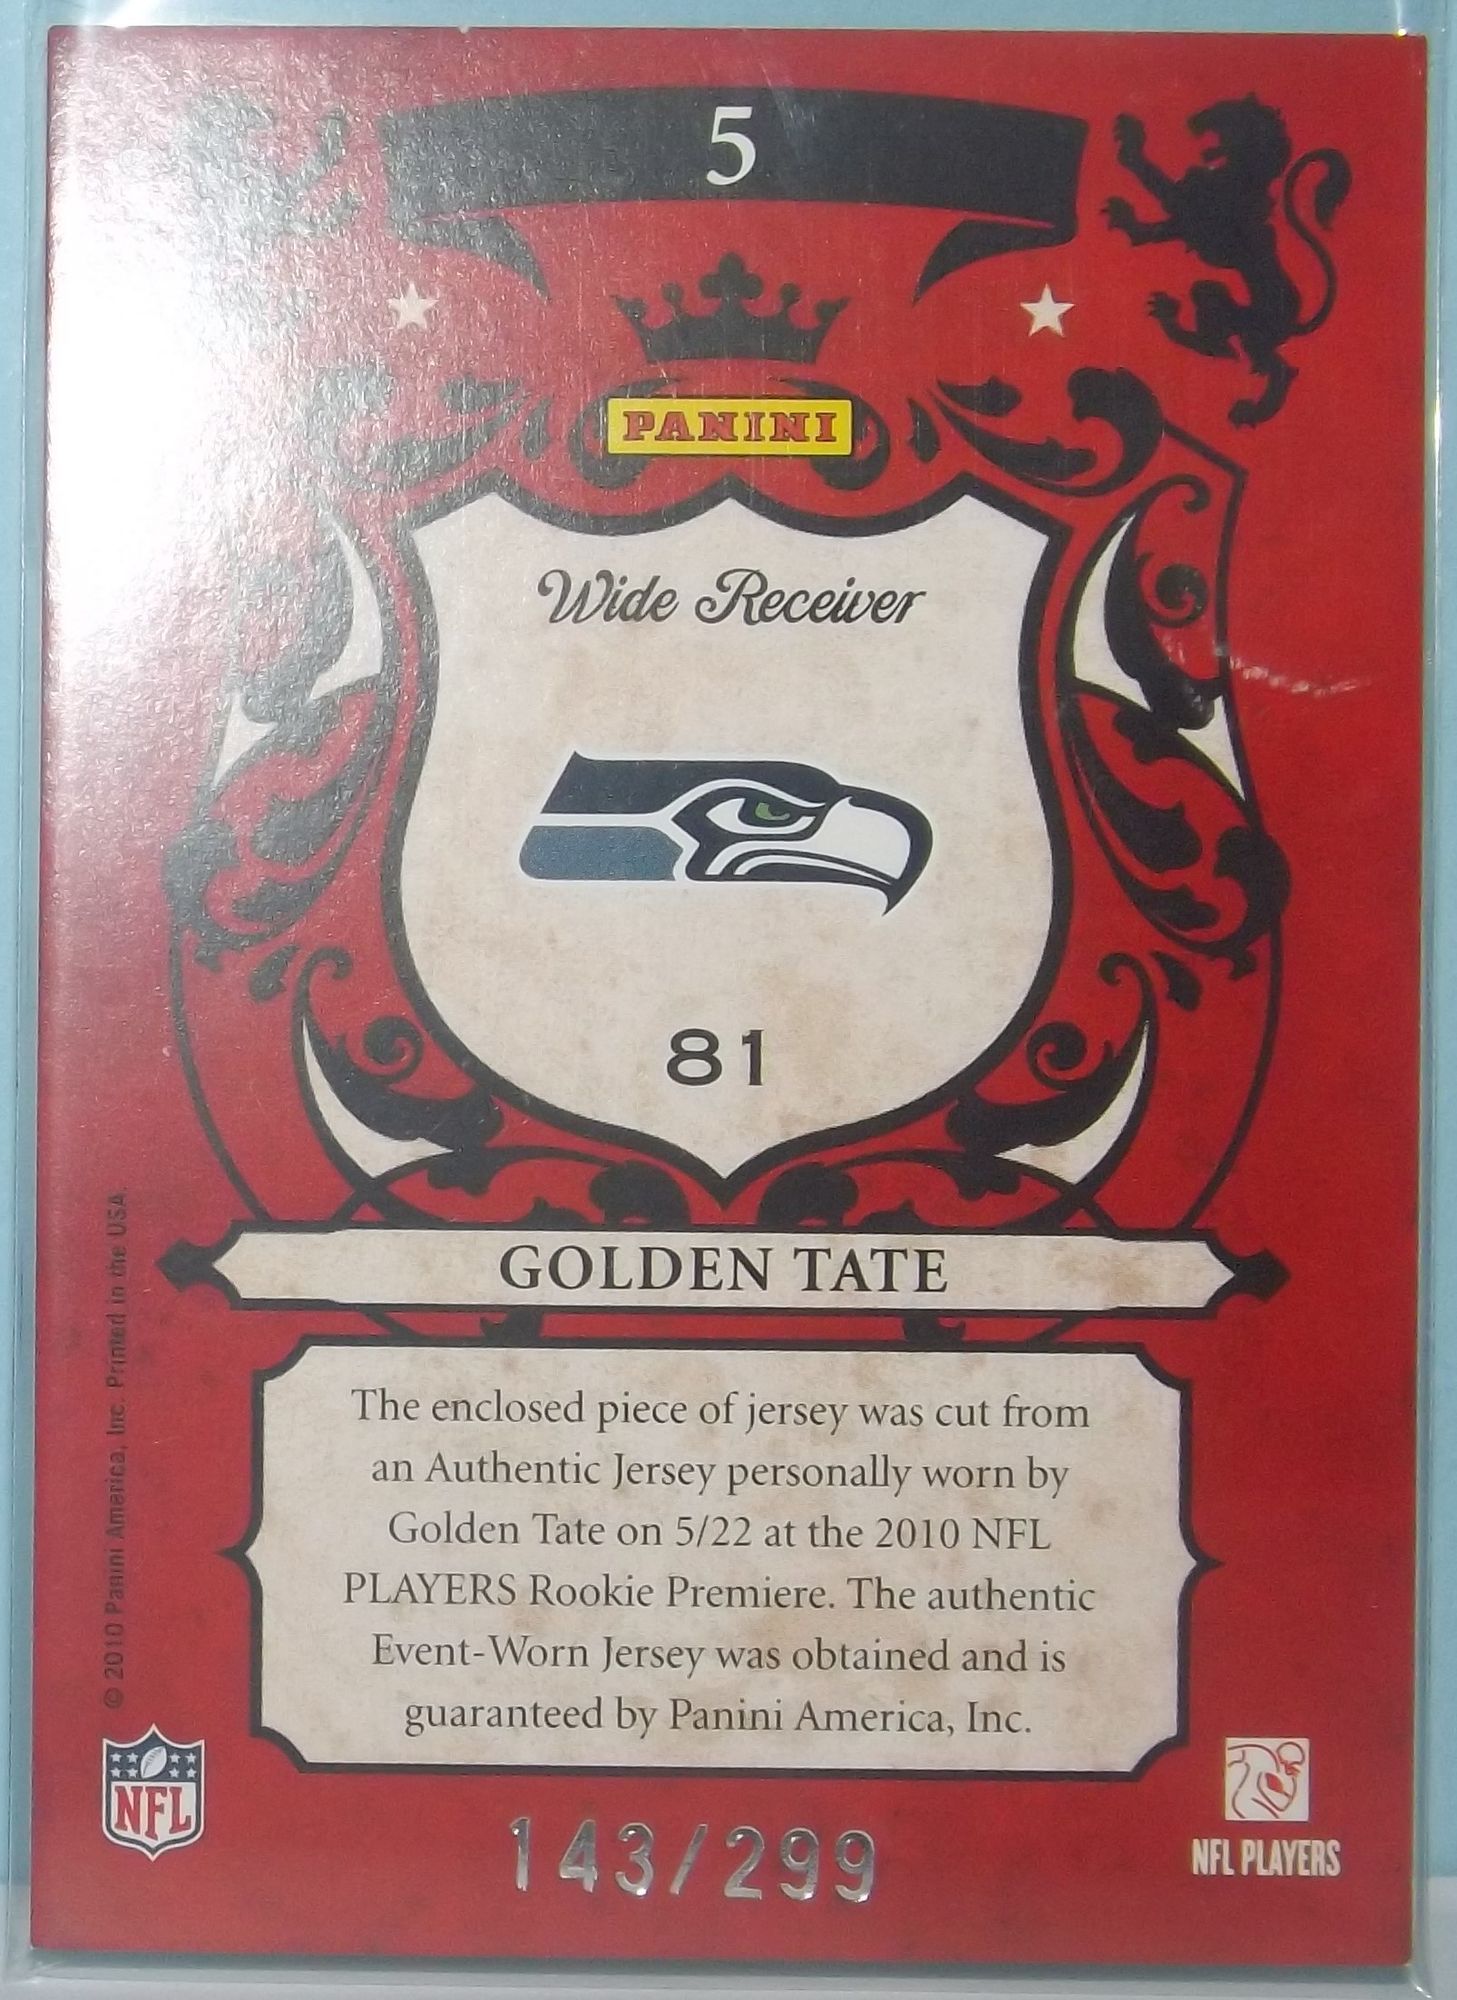 5
PANINI
Wide Receiver
81
GOLDEN TATE
The enclosed piece of jersey was cut from
an Authentic Jersey personally worn by
Golden Tate on 5/22 at the 2010 NFL
PLAYERS Rookie Premiere. The authentic
Event-Worn Jersey was obtained and is
guaranteed by Panini America, Inc.
© 2010 Panini America, Inc. Printed in the USA.
NFL
143/299
NFL PLAYERS